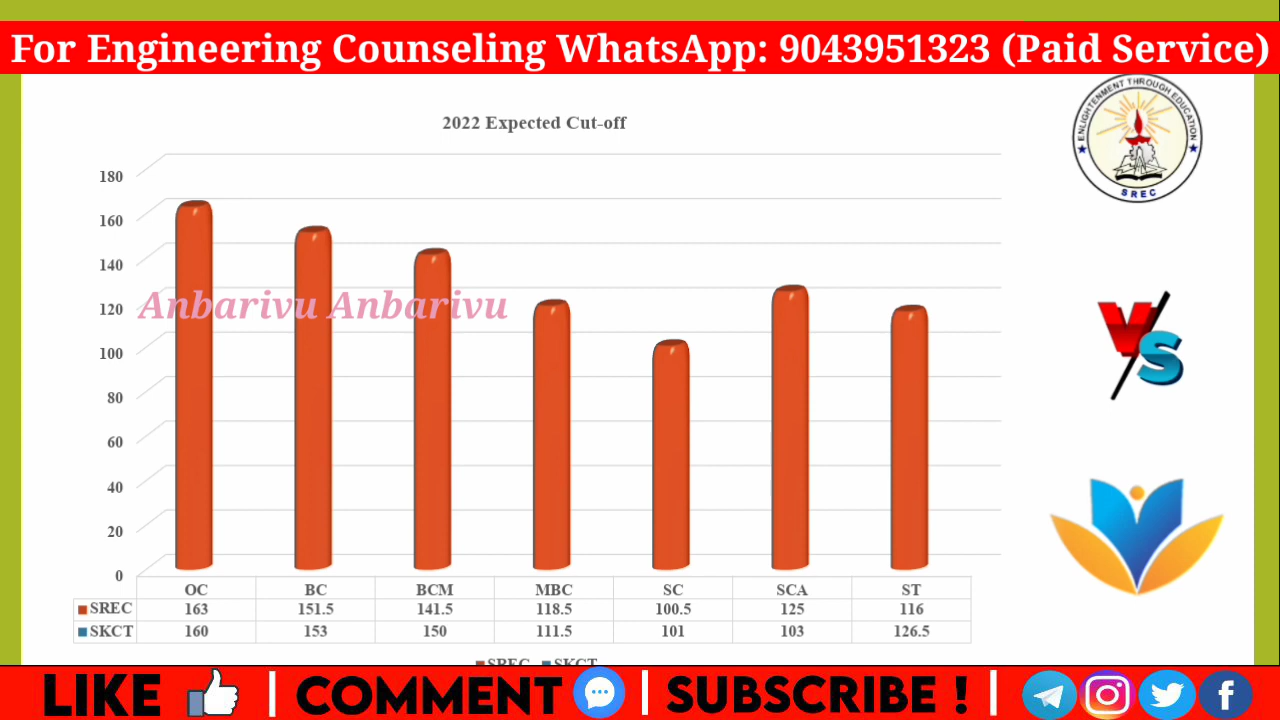 For Engineering Counseling WhatsApp: 9043951323 (Paid Service)
ENLIGHTENMENT THROUGH EDUCATION
SREC
2022 Expected Cut-off
180
160
140
120
100
80
60
40
20
0
Anbarivu Anbarivu
VS
OC BC BCM MBC SC SCA ST
SREC 163 151.5 141.5 118.5 100.5 125 116
SKCT 160 153 150 111.5 101 103 126.5
SREC SKCT
LIKE | COMMENT | SUBSCRIBE ! |